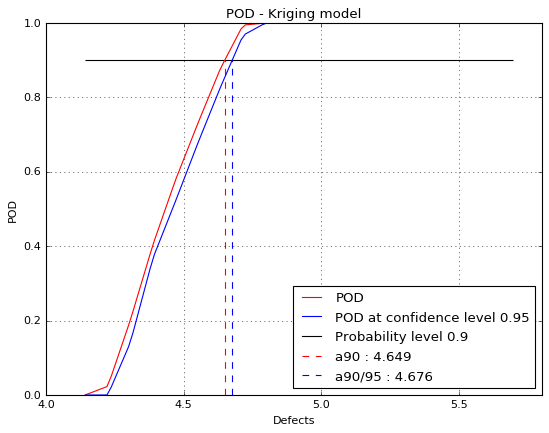 POD - Kriging model
1.0
0.8
0.6
0.4
0.2
0.0
POD
POD
POD at confidence level 0.95
Probability level 0.9
a90 : 4.649
a90/95 : 4.676
4.0 4.5 5.0 5.5
Defects